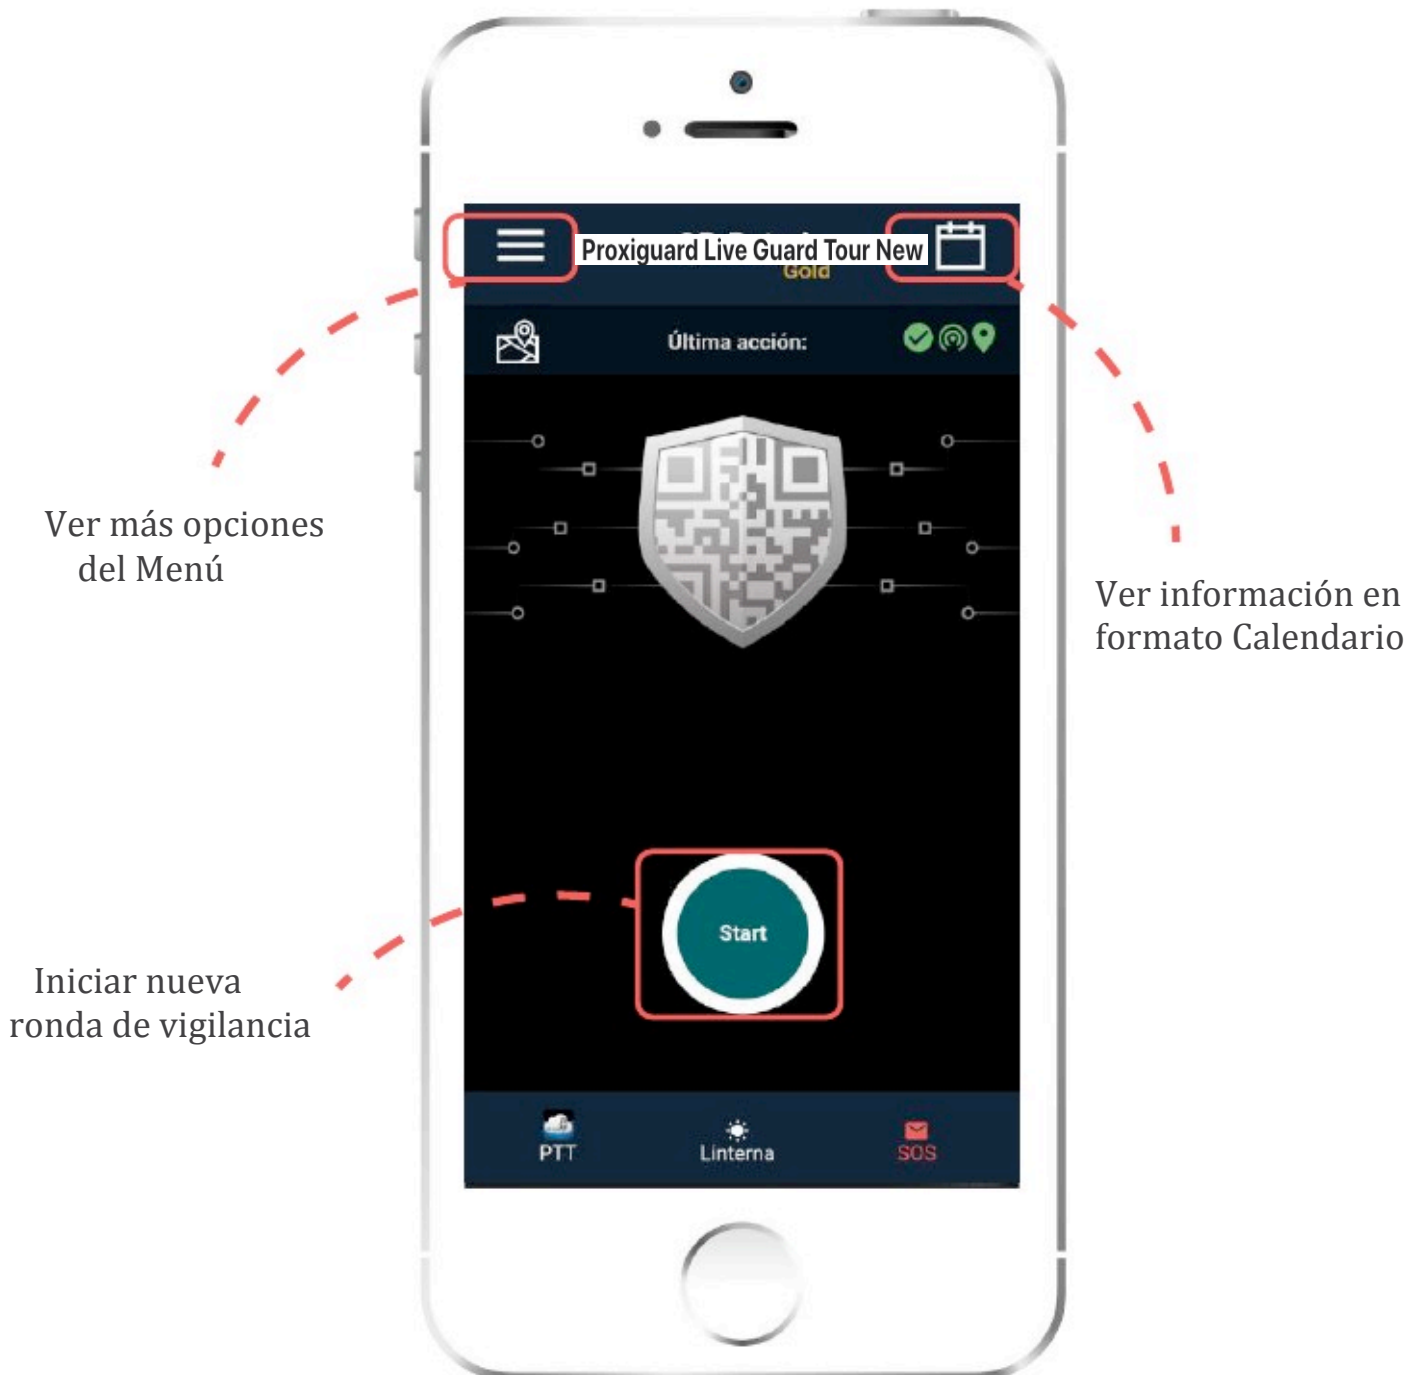 Proxiguard Live Guard Tour New
Gold
Última acción:
Ver más opciones
del Menú
Ver información en
formato Calendario
Start
Iniciar nueva
ronda de vigilancia
PTT
Linterna
SOS